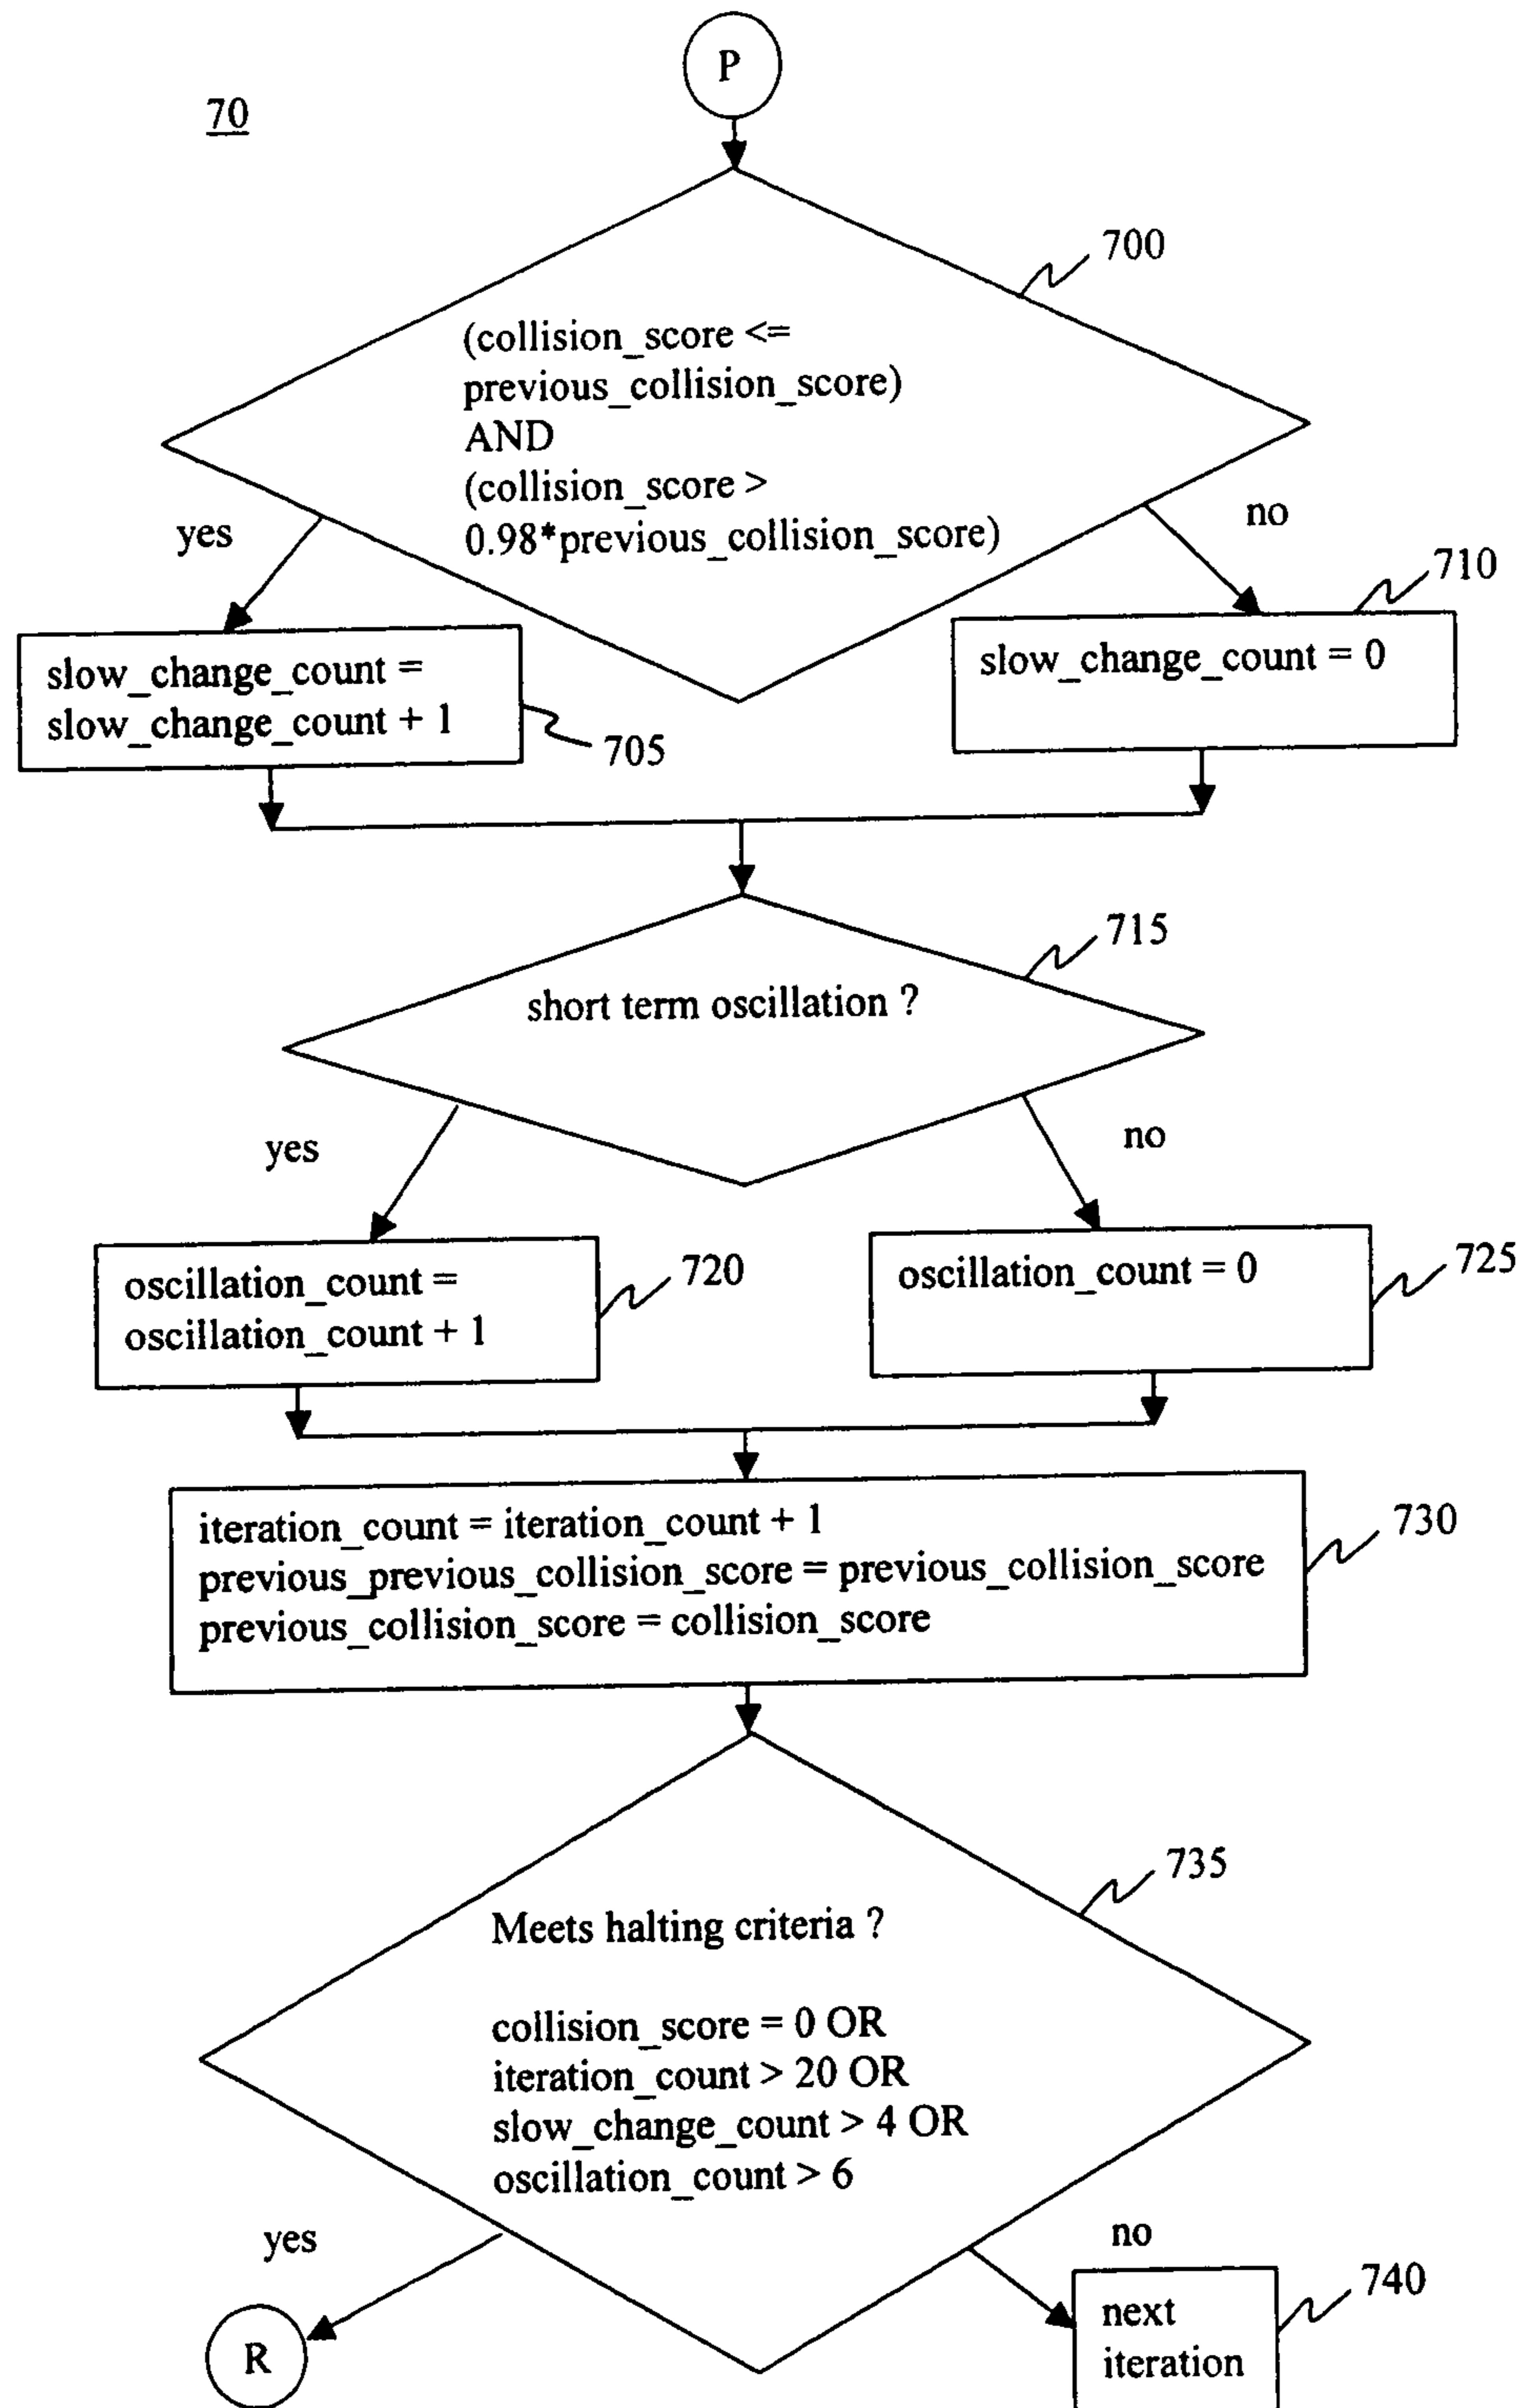 P
70
700
(collision_score <=
previous_collision_score)
AND
(collision_score >
0.98*previous_collision_score)
yes
no
710
slow_change_count =
slow_change_count + 1
705
slow_change_count = 0
715
short term oscillation ?
yes
no
oscillation_count =
oscillation_count + 1
720
oscillation_count = 0
725
iteration_count = iteration_count + 1
previous_previous_collision_score = previous_collision_score
previous_collision_score = collision_score
730
735
Meets halting criteria ?
collision_score = 0 OR
iteration_count > 20 OR
slow_change_count > 4 OR
oscillation_count > 6
yes
no
R
next
iteration
740